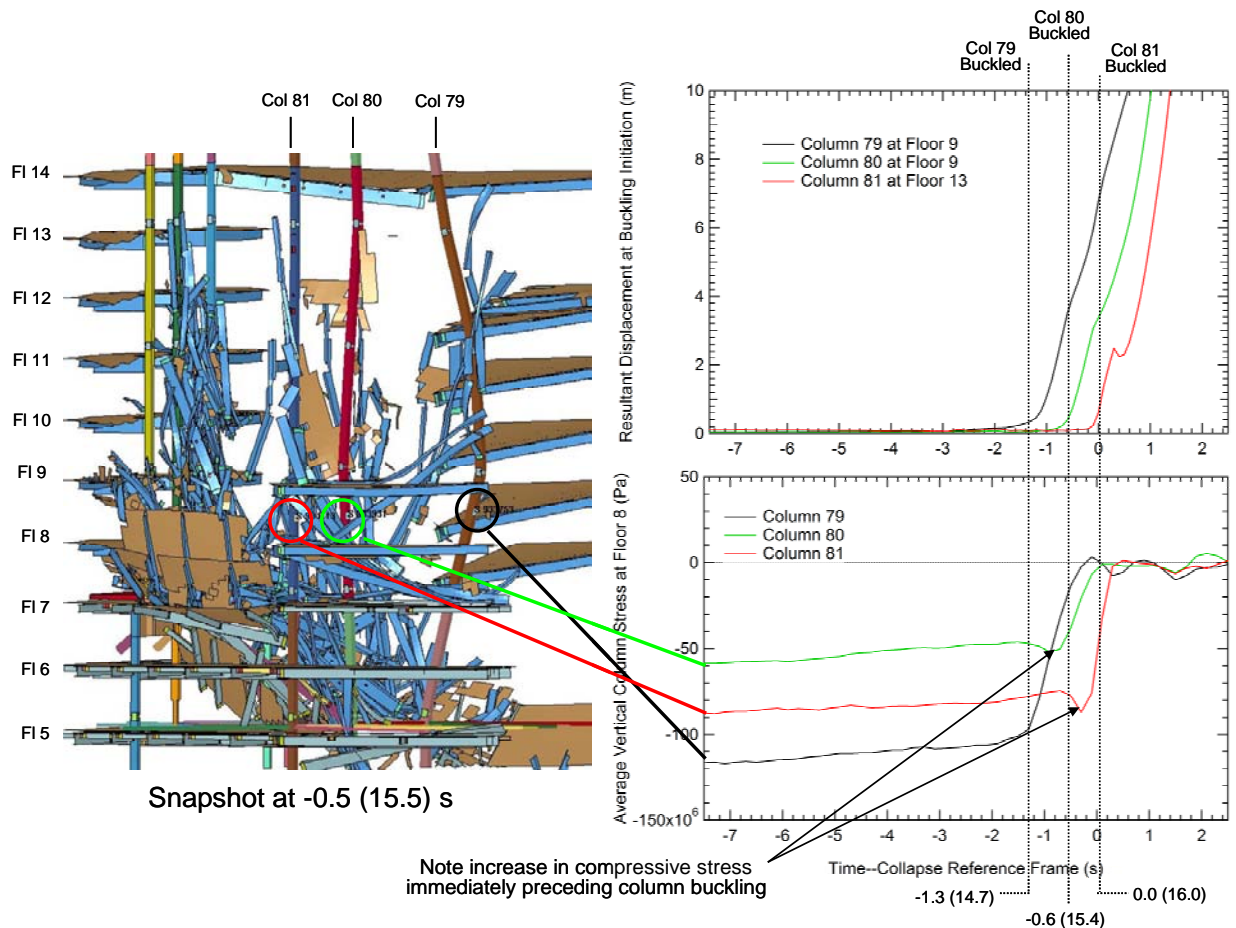 Col 80
Buckled
Col 79
Buckled
Col 81
Buckled
Col 81
Col 80
Col 79
Fl 14
Fl 13
Fl 12
Fl 11
Fl 10
Fl 9
Fl 8
Fl 7
Fl 6
Fl 5
Snapshot at -0.5 (15.5) s
Resultant Displacement at Buckling Initiation (m)
10
8
6
4
2
0
Column 79 at Floor 9
Column 80 at Floor 9
Column 81 at Floor 13
-7 -6 -5 -4 -3 -2 -1 0 1 2
Average Vertical Column Stress at Floor 8 (Pa)
50
0
-50
-100
-150x10⁶
Column 79
Column 80
Column 81
-7 -6 -5 -4 -3 -2 -1 0 1 2
Time--Collapse Reference Frame (s)
Note increase in compressive stress
immediately preceding column buckling
-1.3 (14.7)
0.0 (16.0)
-0.6 (15.4)